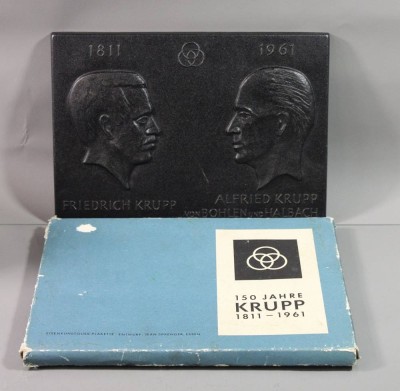 1811 1961
FRIEDRICH KRUPP
ALFRIED KRUPP
VON BOHLEN UND HALBACH
150 JAHRE
KRUPP
1811-1961